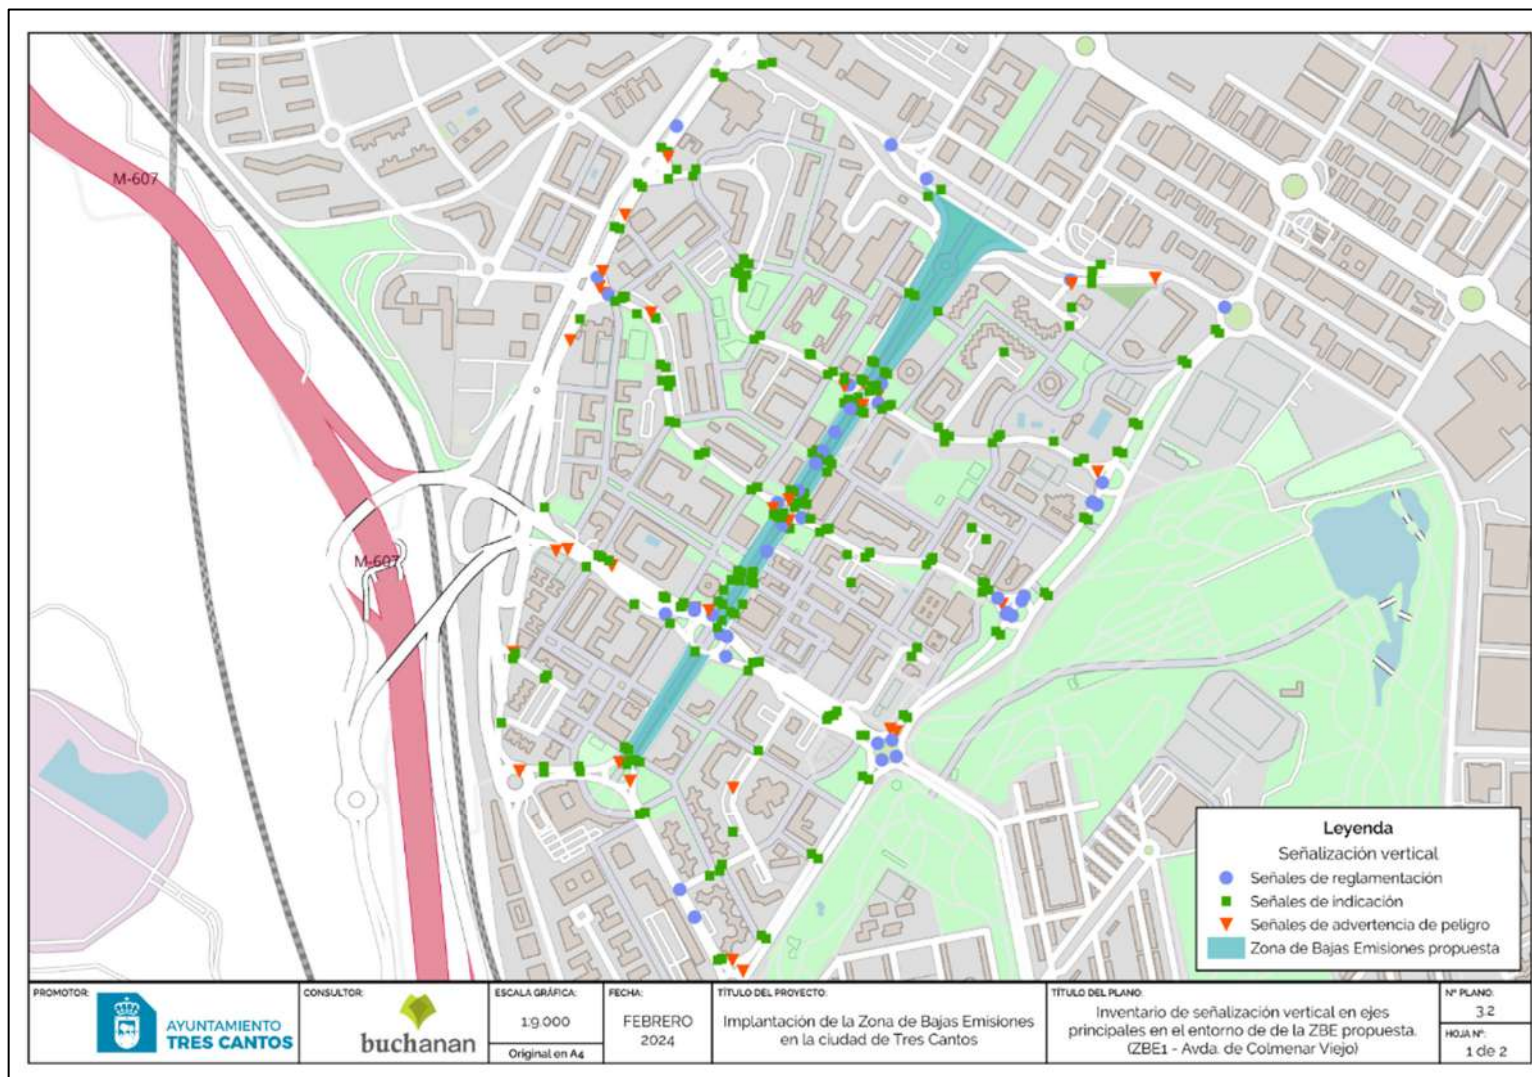 M-607
M-607
Leyenda
Señalización vertical
Señales de reglamentación
Señales de indicación
Señales de advertencia de peligro
Zona de Bajas Emisiones propuesta
PROMOTOR:
AYUNTAMIENTO
TRES CANTOS
CONSULTOR:
buchanan
ESCALA GRÁFICA:
1:9.000
Original en A4
FECHA:
FEBRERO
2024
TÍTULO DEL PROYECTO:
Implantación de la Zona de Bajas Emisiones
en la ciudad de Tres Cantos
TÍTULO DEL PLANO:
Inventario de señalización vertical en ejes
principales en el entorno de de la ZBE propuesta.
(ZBE1 - Avda. de Colmenar Viejo)
Nº PLANO:
3.2
HOJA Nº:
1 de 2